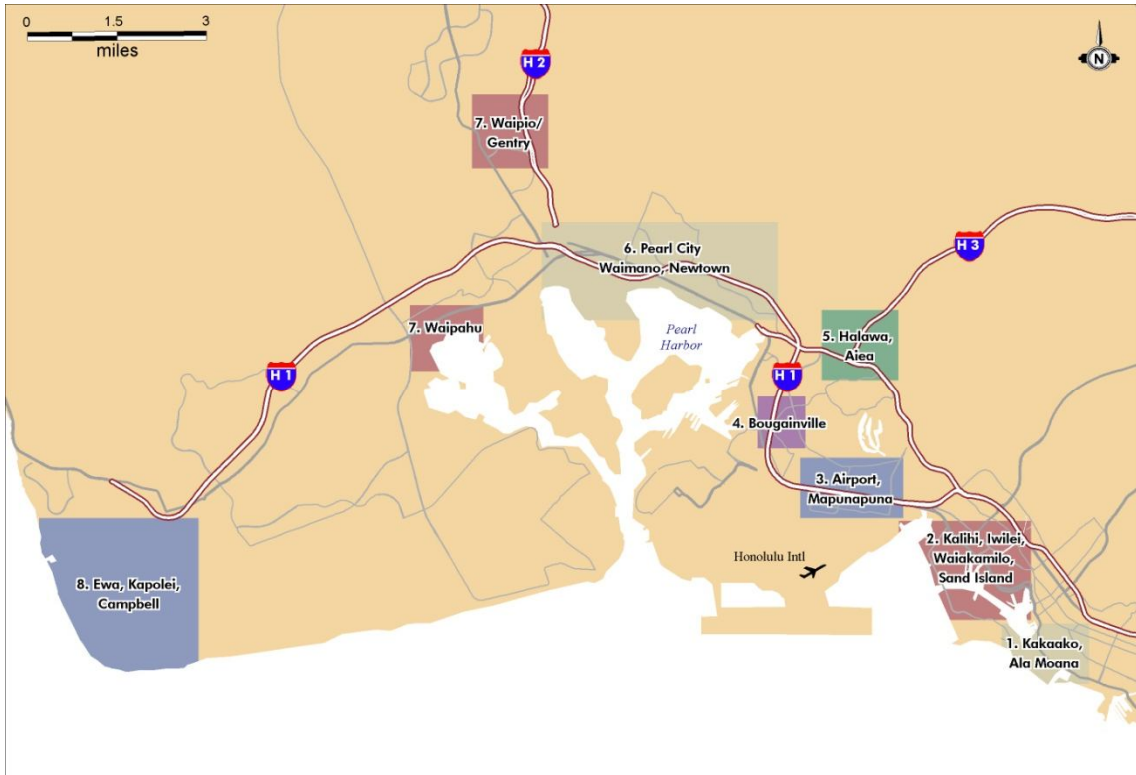 0 1.5 3
miles
N
H 2
7. Waipio/
Gentry
6. Pearl City
Waimano, Newtown
H 3
7. Waipahu
Pearl
Harbor
5. Halawa,
Aiea
H 1
H 1
4. Bougainville
3. Airport,
Mapunapuna
2. Kalihi, Iwilei,
Waiakamilo,
Sand Island
Honolulu Intl
8. Ewa, Kapolei,
Campbell
1. Kakaako,
Ala Moana